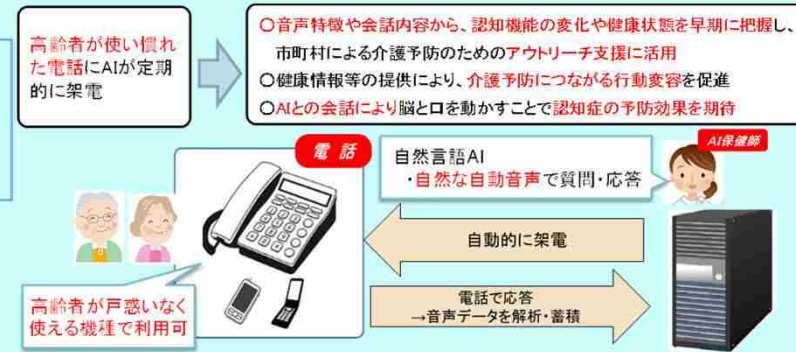 高齢者が使い慣れ
た電話にAIが定期
的に架電
○音声特徴や会話内容から、認知機能の変化や健康状態を早期に把握し、
市町村による介護予防のためのアウトリーチ支援に活用
○健康情報等の提供により、介護予防につながる行動変容を促進
○AIとの会話により脳と口を動かすことで認知症の予防効果を期待
電話
自然言語AI
・自然な自動音声で質問・応答
AI保健師
自動的に架電
高齢者が戸惑いなく
使える機種で利用可
電話で応答
→音声データを解析・蓄積